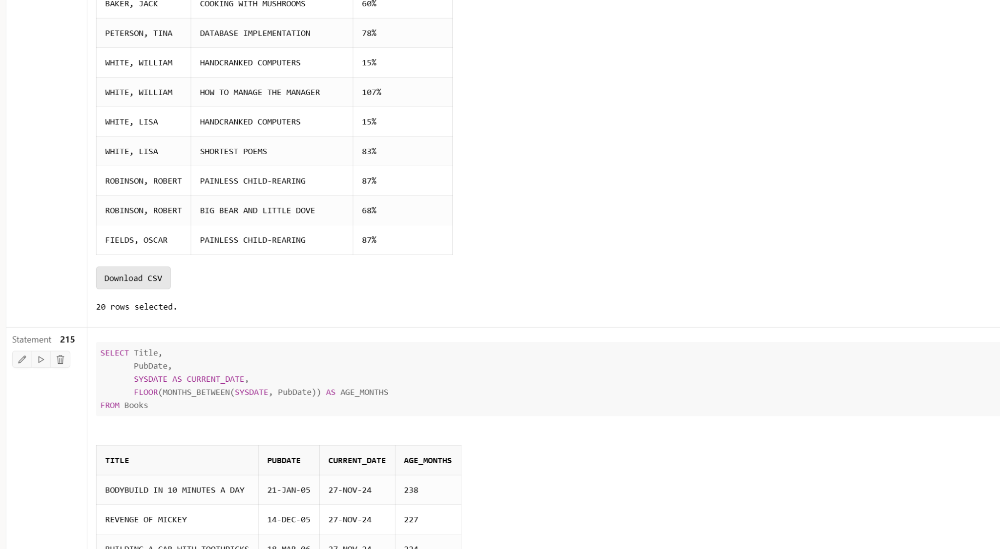 BAKER, JACK COOKING WITH MUSHROOMS 60%
PETERSON, TINA DATABASE IMPLEMENTATION 78%
WHITE, WILLIAM HANDCRANKED COMPUTERS 15%
WHITE, WILLIAM HOW TO MANAGE THE MANAGER 107%
WHITE, LISA HANDCRANKED COMPUTERS 15%
WHITE, LISA SHORTEST POEMS 83%
ROBINSON, ROBERT PAINLESS CHILD-REARING 87%
ROBINSON, ROBERT BIG BEAR AND LITTLE DOVE 68%
FIELDS, OSCAR PAINLESS CHILD-REARING 87%
Download CSV
20 rows selected.
Statement 215
SELECT Title,
PubDate,
SYSDATE AS CURRENT_DATE,
FLOOR(MONTHS_BETWEEN(SYSDATE, PubDate)) AS AGE_MONTHS
FROM Books
TITLE PUBDATE CURRENT_DATE AGE_MONTHS
BODYBUILD IN 10 MINUTES A DAY 21-JAN-05 27-NOV-24 238
REVENGE OF MICKEY 14-DEC-05 27-NOV-24 227
BUILDING A CAR WITH TOOTHPICKS 18-MAR-06 27-NOV-24 224